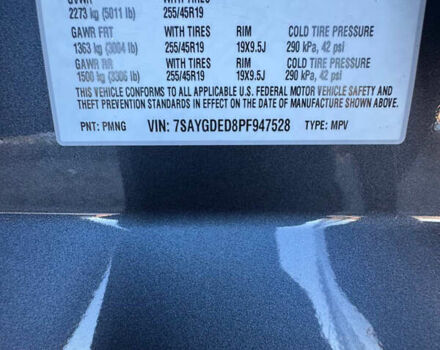 GVWR WITH TIRES
2273 kg (5011 lb) 255/45R19
GAWR FRT WITH TIRES RIM COLD TIRE PRESSURE
1363 kg (3004 lb) 255/45R19 19X9.5J 290 kPa, 42 psi
GAWR RR WITH TIRES RIM COLD TIRE PRESSURE
1500 kg (3306 lb) 255/45R19 19X9.5J 290 kPa, 42 psi
THIS VEHICLE CONFORMS TO ALL APPLICABLE U.S. FEDERAL MOTOR VEHICLE SAFETY AND
THEFT PREVENTION STANDARDS IN EFFECT ON THE DATE OF MANUFACTURE SHOWN ABOVE.
PNT: PMNG VIN: 7SAYGDED8PF947528 TYPE: MPV